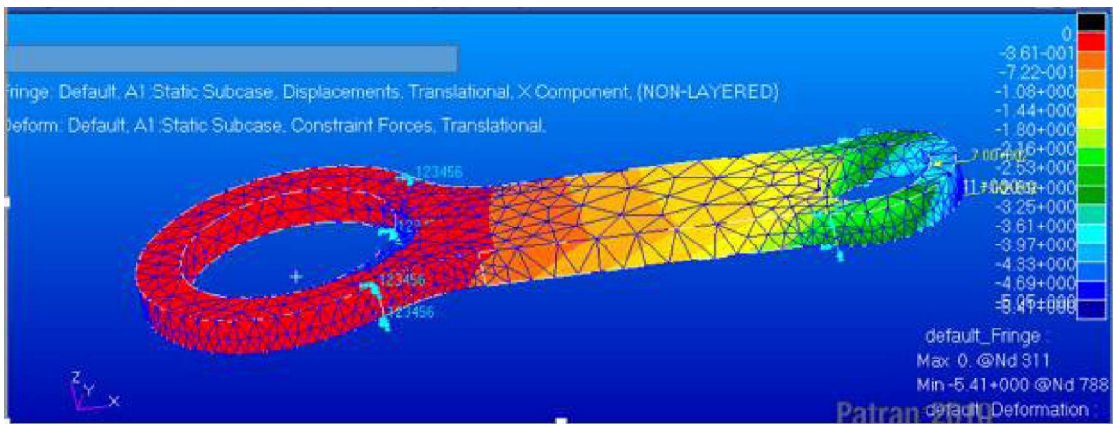 Fringe: Default, A1:Static Subcase, Displacements, Translational, X Component, (NON-LAYERED)
Deform: Default, A1:Static Subcase, Constraint Forces, Translational,
0.
-3.61-001
-7.22-001
-1.08+000
-1.44+000
-1.80+000
-2.16+000
-2.53+000
-3.25+000
-3.61+000
-3.97+000
-4.33+000
-4.69+000
-5.41+000
123456
123456
123456
default_Fringe :
Max 0. @Nd 311
Min -5.41+000 @Nd 788
default_Deformation :
Patran
Z
Y
X